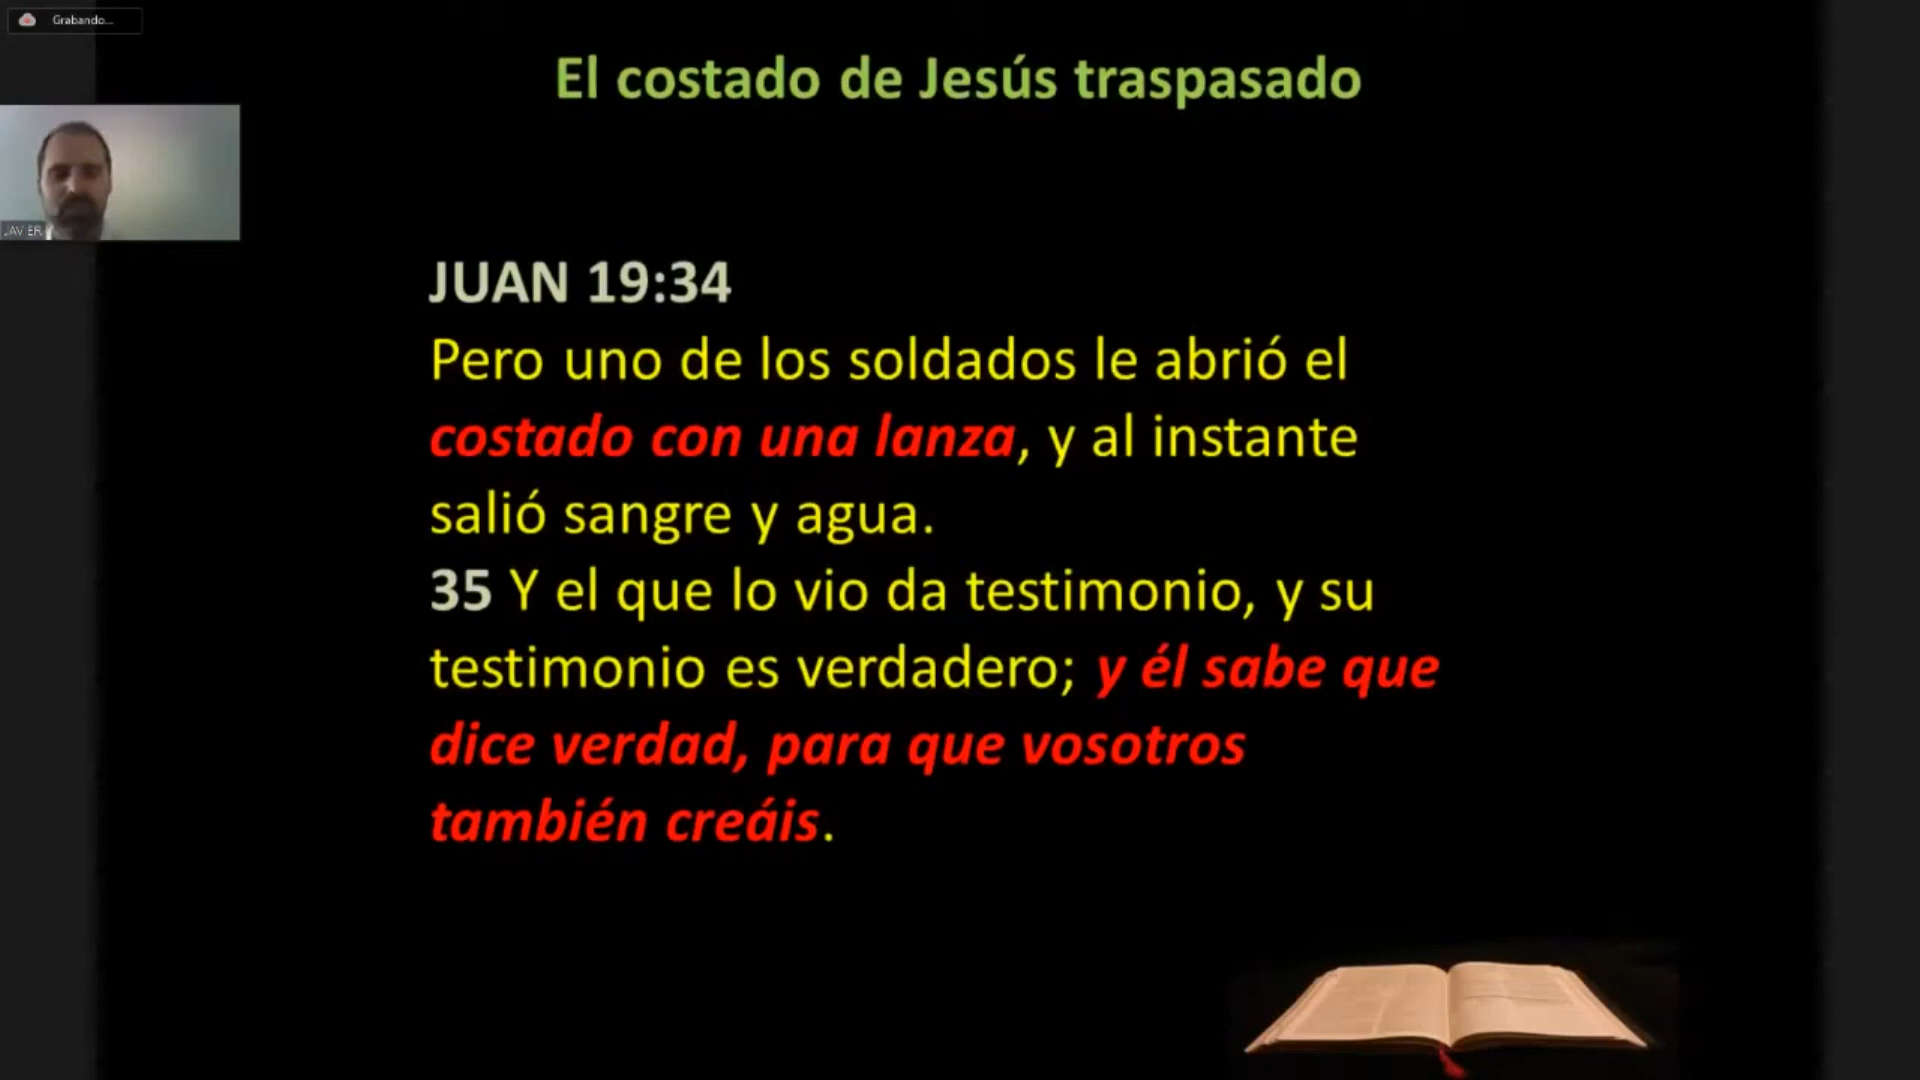 Grabando...
El costado de Jesús traspasado
JAVIER
JUAN 19:34
Pero uno de los soldados le abrió el
costado con una lanza, y al instante
salió sangre y agua.
35 Y el que lo vio da testimonio, y su
testimonio es verdadero; y él sabe que
dice verdad, para que vosotros
también creáis.